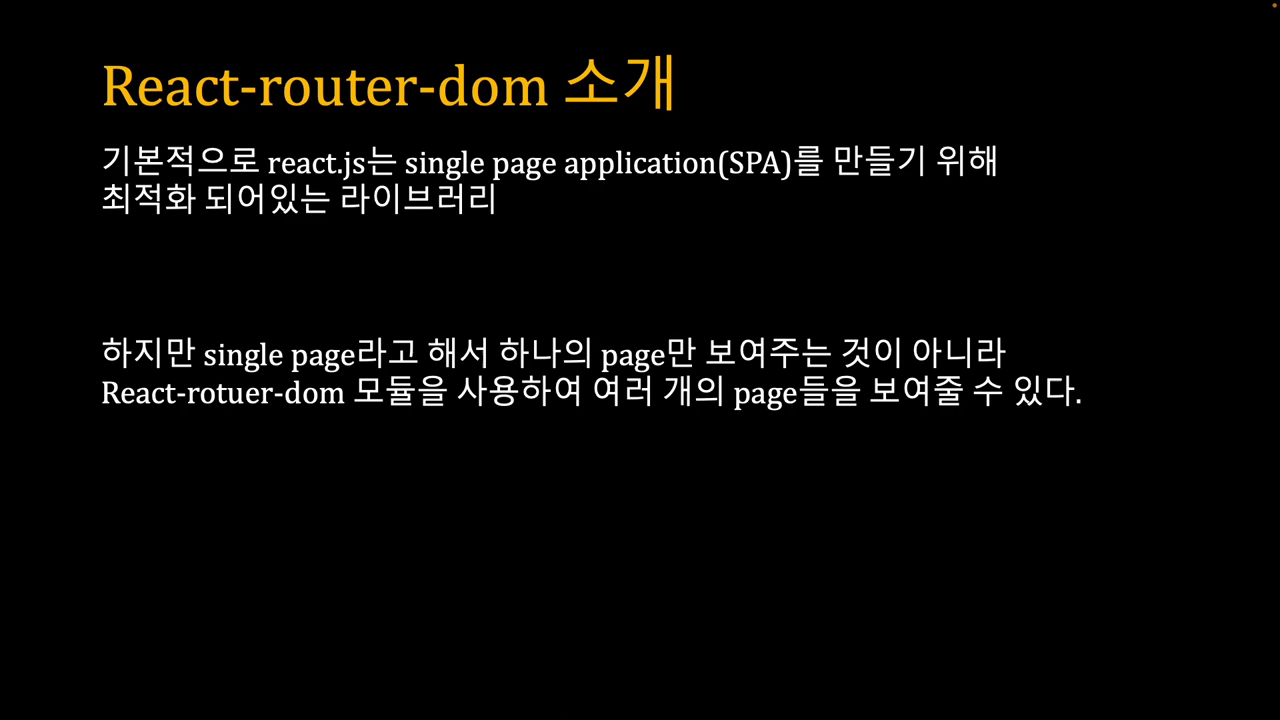 React-router-dom 소개
기본적으로 react.js는 single page application(SPA)를 만들기 위해
최적화 되어있는 라이브러리
하지만 single page라고 해서 하나의 page만 보여주는 것이 아니라
React-rotuer-dom 모듈을 사용하여 여러 개의 page들을 보여줄 수 있다.